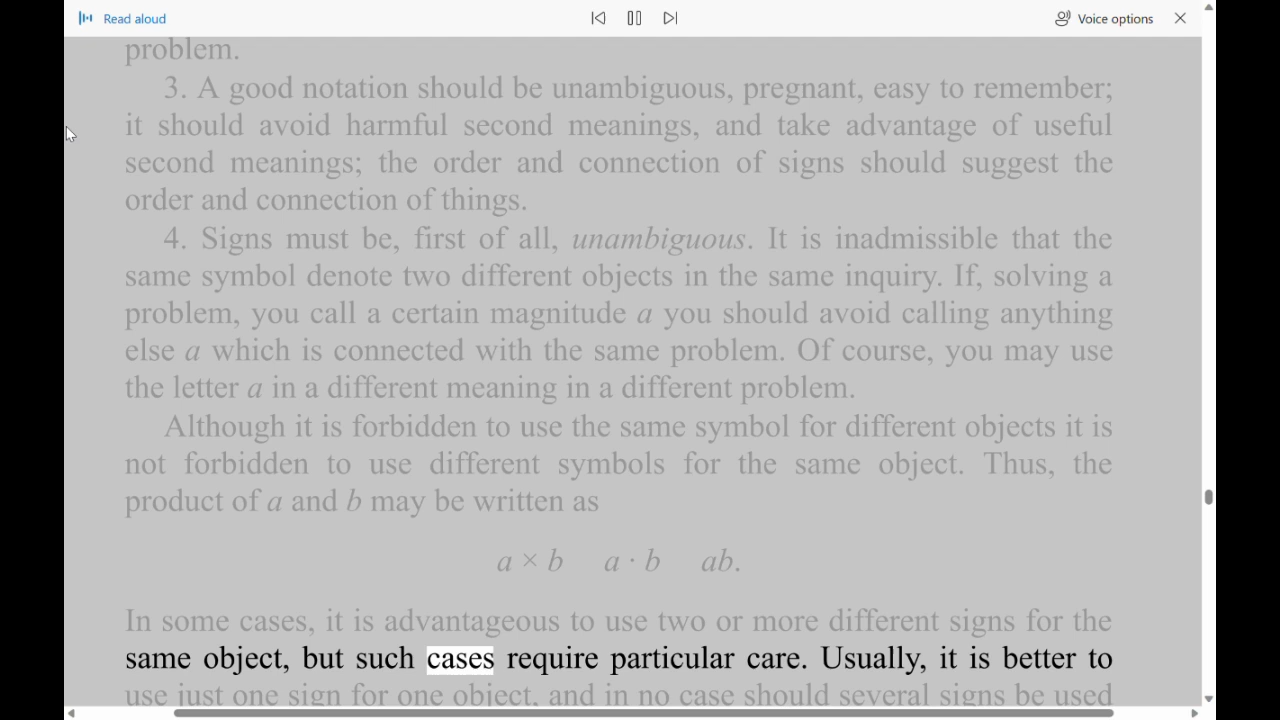 Read aloud
Voice options
problem.
3. A good notation should be unambiguous, pregnant, easy to remember;
it should avoid harmful second meanings, and take advantage of useful
second meanings; the order and connection of signs should suggest the
order and connection of things.
4. Signs must be, first of all, unambiguous. It is inadmissible that the
same symbol denote two different objects in the same inquiry. If, solving a
problem, you call a certain magnitude a you should avoid calling anything
else a which is connected with the same problem. Of course, you may use
the letter a in a different meaning in a different problem.
Although it is forbidden to use the same symbol for different objects it is
not forbidden to use different symbols for the same object. Thus, the
product of a and b may be written as
a × b a · b ab.
In some cases, it is advantageous to use two or more different signs for the
same object, but such cases require particular care. Usually, it is better to
use just one sign for one object, and in no case should several signs be used